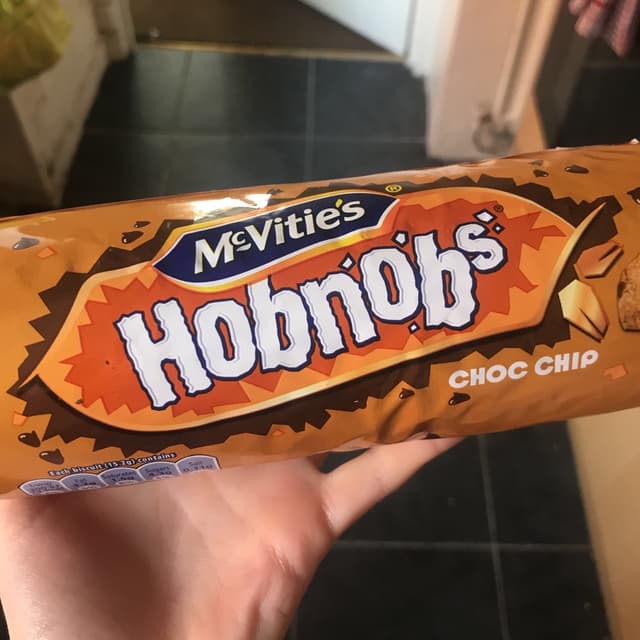 McVitie's ®
Hobnobs ®
CHOC CHIP
Each biscuit (15.7g) contains